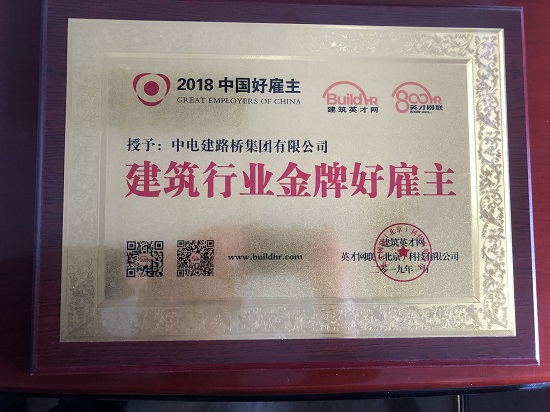 2018 中国好雇主
GREAT EMPLOYERS OF CHINA
BuildHR
建筑英才网
800HR
英才网联
授予：中电建路桥集团有限公司
建筑行业金牌好雇主
www.buildhr.com
建筑英才网
英才网联（北京）科技有限公司
二〇一九年